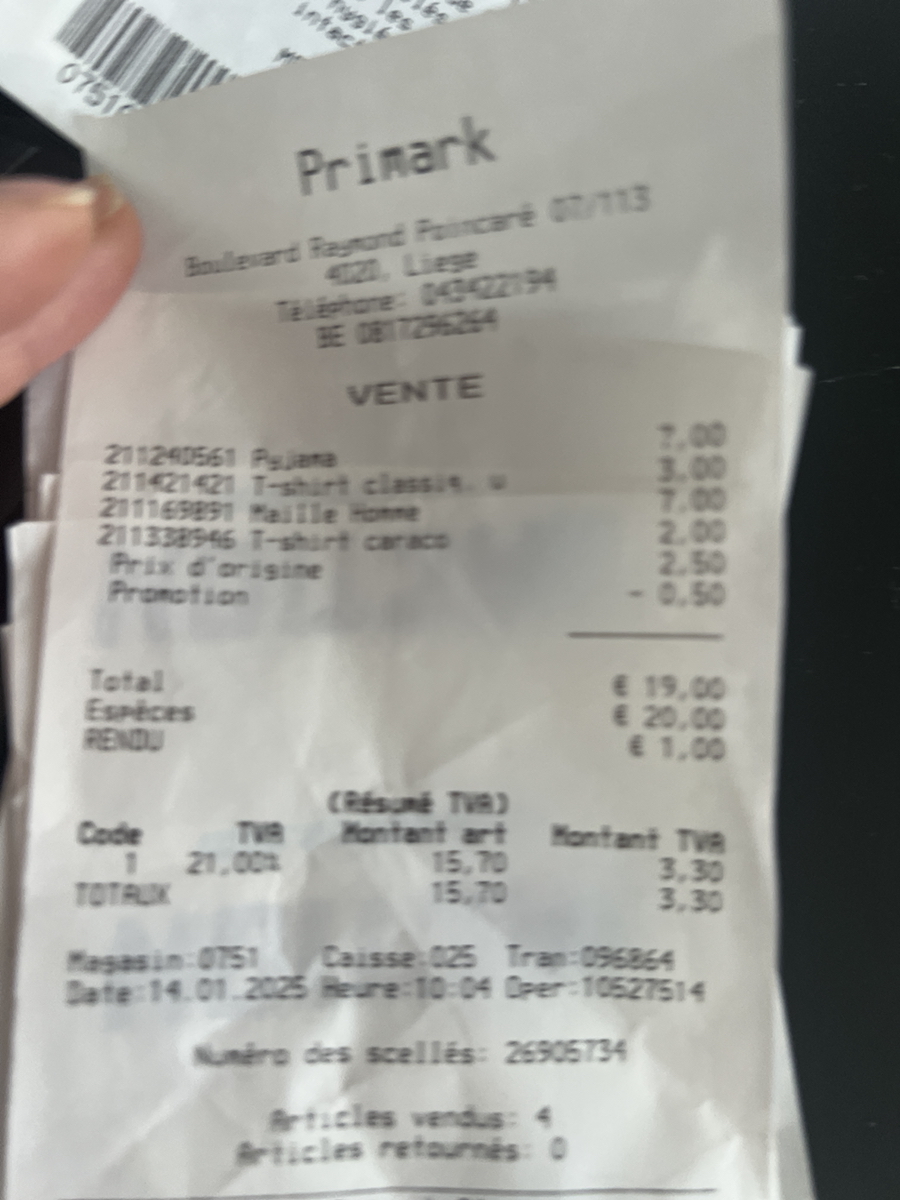 0751
Primark
Boulevard Raymond Poincaré 07/113
4020, Liege
Téléphone: 043422194
BE 0817296264
VENTE
211240561 Pyjama 7,00
211421421 T-shirt classiq. u 3,00
211169891 Maille Homme 7,00
211338946 T-shirt caraco 2,00
Prix d'origine 2,50
Promotion - 0,50
Total € 19,00
Espèces € 20,00
RENDU € 1,00
(Résumé TVA)
Code TVA Montant art Montant TVA
1 21,00% 15,70 3,30
TOTAUX 15,70 3,30
Magasin:0751 Caisse:025 Tran:096864
Date:14.01.2025 Heure:10:04 Oper:10527514
Numéro des scellés: 26905734
Articles vendus: 4
Articles retournés: 0